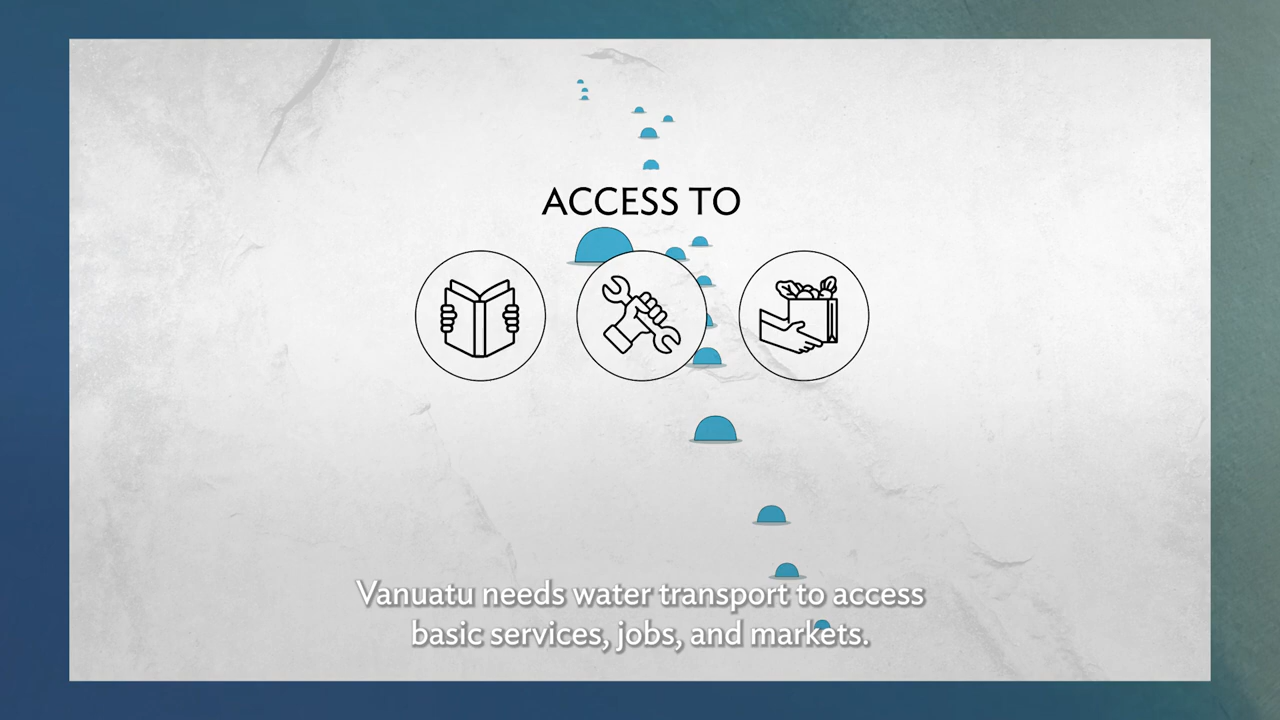 ACCESS TO
Vanuatu needs water transport to access
basic services, jobs, and markets.